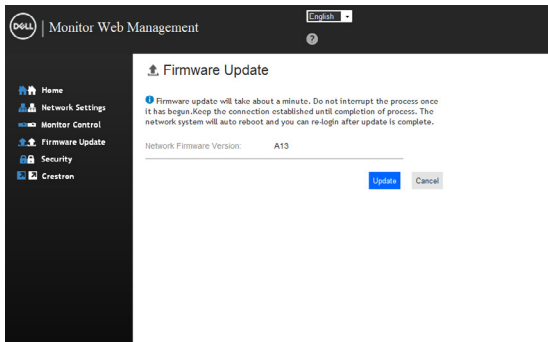 DELL | Monitor Web Management
English
?
Firmware Update
Home
Network Settings
Monitor Control
Firmware Update
Security
Crestron
Firmware update will take about a minute. Do not interrupt the process once
it has begun.Keep the connection established until completion of process. The
network system will auto reboot and you can re-login after update is complete.
Network Firmware Version: A13
Update Cancel